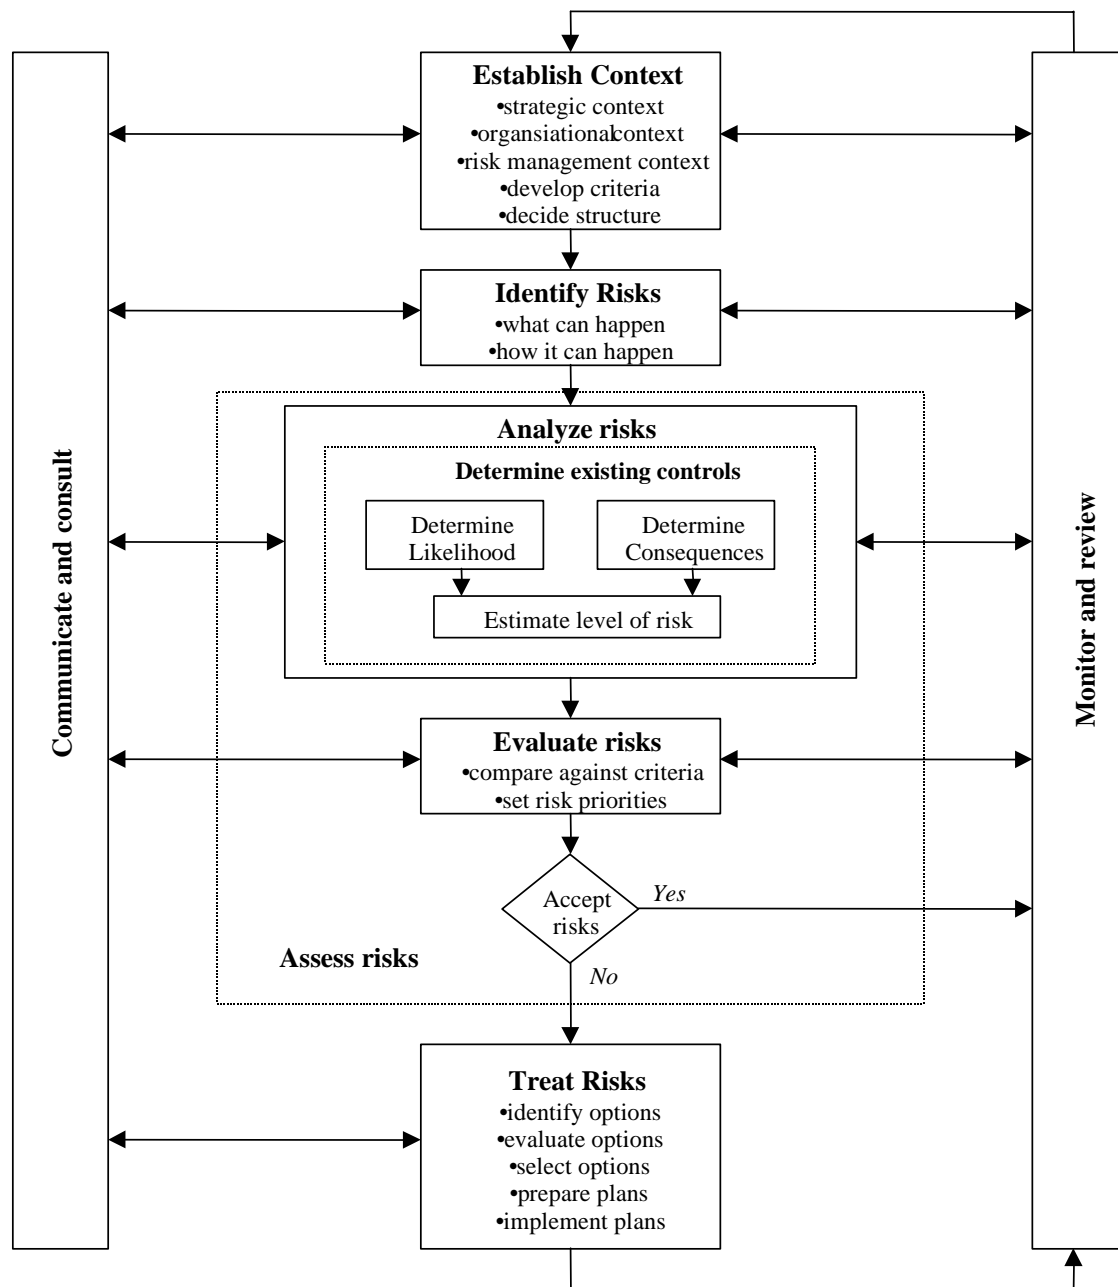 Establish Context
•strategic context
•organsiationalcontext
•risk management context
•develop criteria
•decide structure
Identify Risks
•what can happen
•how it can happen
Communicate and consult
Monitor and review
Analyze risks
Determine existing controls
Determine
Likelihood
Determine
Consequences
Estimate level of risk
Evaluate risks
•compare against criteria
•set risk priorities
Accept
risks
Yes
Assess risks
No
Treat Risks
•identify options
•evaluate options
•select options
•prepare plans
•implement plans